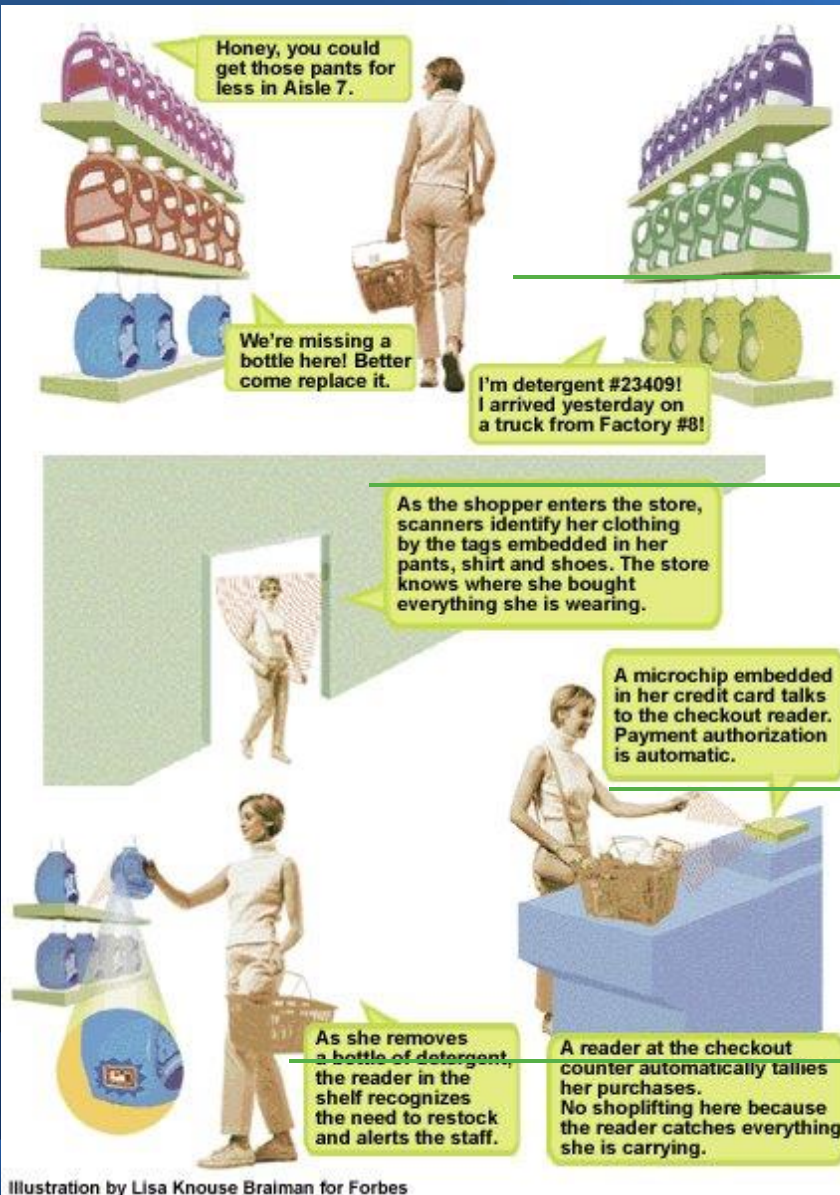 Honey, you could
get those pants for
less in Aisle 7.
We're missing a
bottle here! Better
come replace it.
I'm detergent #23409!
I arrived yesterday on
a truck from Factory #8!
As the shopper enters the store,
scanners identify her clothing
by the tags embedded in her
pants, shirt and shoes. The store
knows where she bought
everything she is wearing.
A microchip embedded
in her credit card talks
to the checkout reader.
Payment authorization
is automatic.
As she removes
a bottle of detergent,
the reader in the
shelf recognizes
the need to restock
and alerts the staff.
A reader at the checkout
counter automatically tallies
her purchases.
No shoplifting here because
the reader catches everything
she is carrying.
Illustration by Lisa Knouse Braiman for Forbes